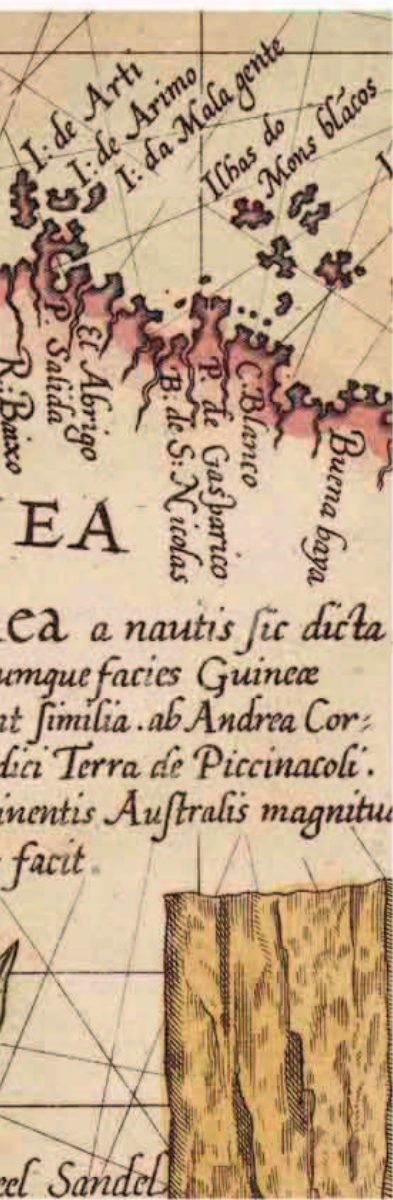 I: de Arti
I: de Arimo
I: da Mala gente
Ilhas do
Mons blãcos
R: Baixo
P. Salida
El Abrigo
B: de S: Nicolas
P. de Gasparico
C: Blanco
Buena baya
EA
ea a nautis ſic dicta
umque facies Guineæ
nt ſimilia . ab Andrea Cor:
dici Terra de Piccinacoli .
inentis Auſtralis magnitu
facit .
eel Sandel